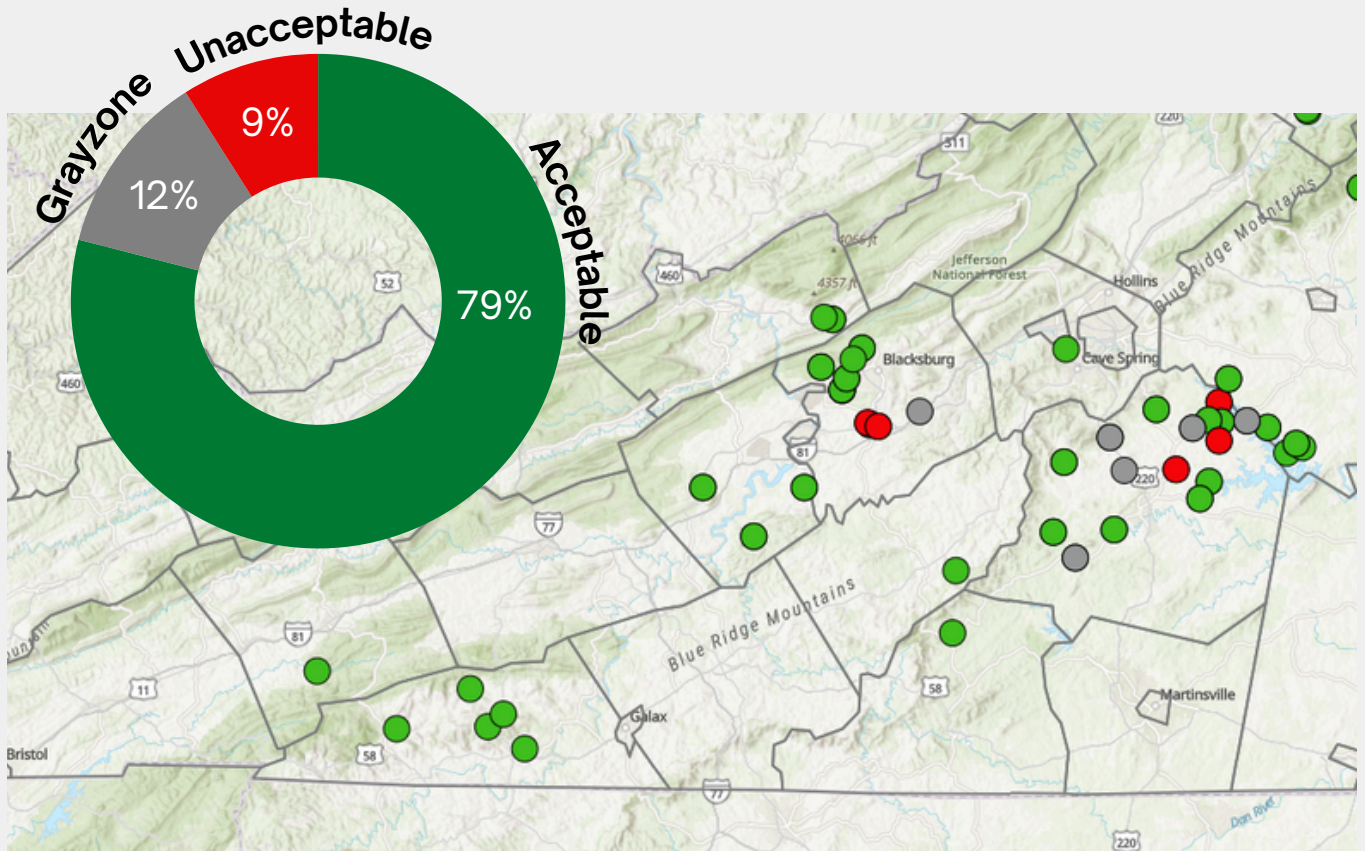 Unacceptable
Grayzone
9%
Acceptable
12%
79%
220
311
Blue Ridge Mountains
4066 ft
Jefferson
National Forest
460
52
4357 ft
Hollins
Blacksburg
Cave Spring
460
81
220
77
Blue Ridge Mountains
81
11
58
Martinsville
Galax
Bristol
58
77
Dan River
220